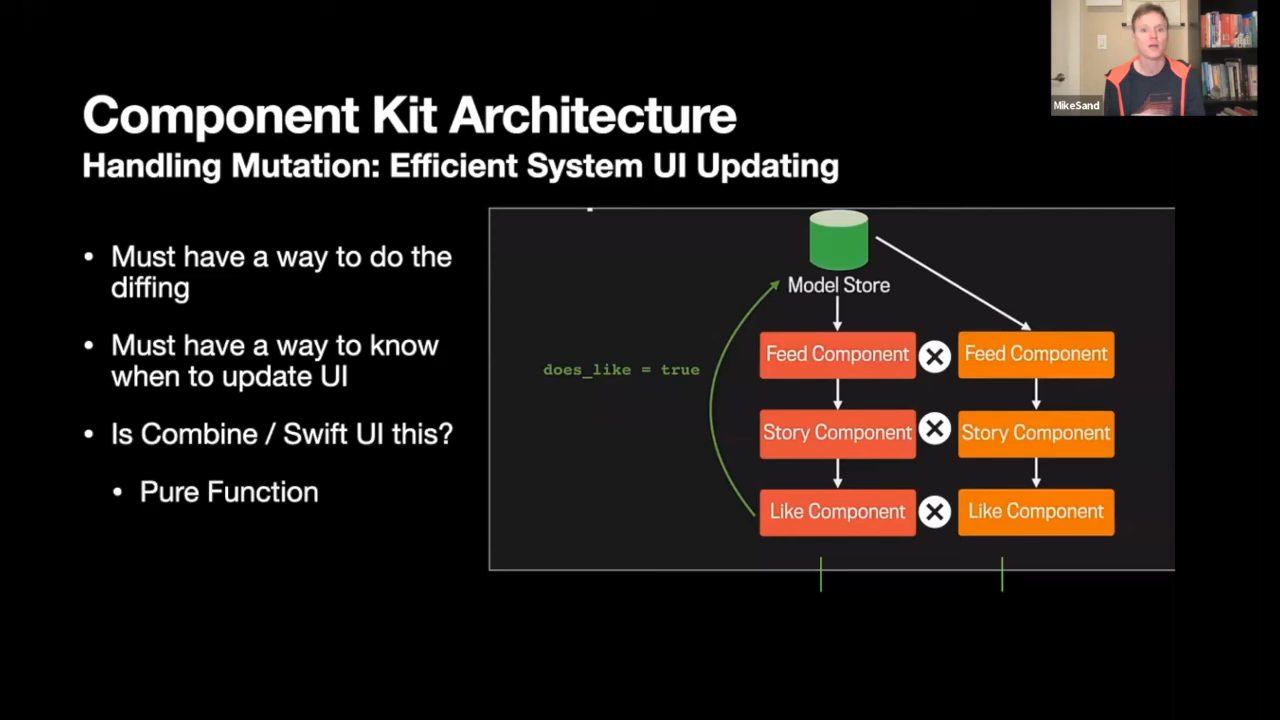 MikeSand
Component Kit Architecture
Handling Mutation: Efficient System UI Updating
• Must have a way to do the
diffing
• Must have a way to know
when to update UI
• Is Combine / Swift UI this?
• Pure Function
Model Store
does_like = true
Feed Component
Feed Component
Story Component
Story Component
Like Component
Like Component